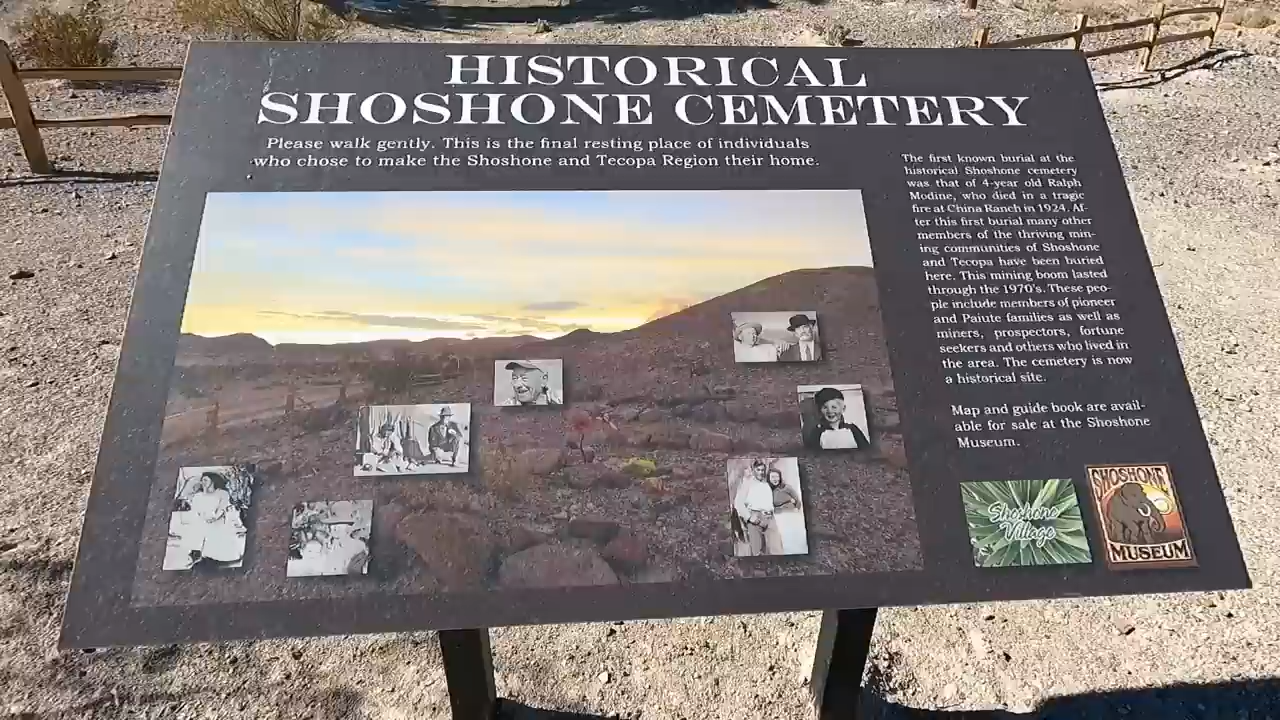 HISTORICAL
SHOSHONE CEMETERY
Please walk gently. This is the final resting place of individuals
who chose to make the Shoshone and Tecopa Region their home.
The first known burial at the
historical Shoshone cemetery
was that of 4-year old Ralph
Modine, who died in a tragic
fire at China Ranch in 1924. Af-
ter this first burial many other
members of the thriving min-
ing communities of Shoshone
and Tecopa have been buried
here. This mining boom lasted
through the 1970's. These peo-
ple include members of pioneer
and Paiute families as well as
miners, prospectors, fortune
seekers and others who lived in
the area. The cemetery is now
a historical site.
Map and guide book are avail-
able for sale at the Shoshone
Museum.
Shoshone
Village
SHOSHONE
MUSEUM